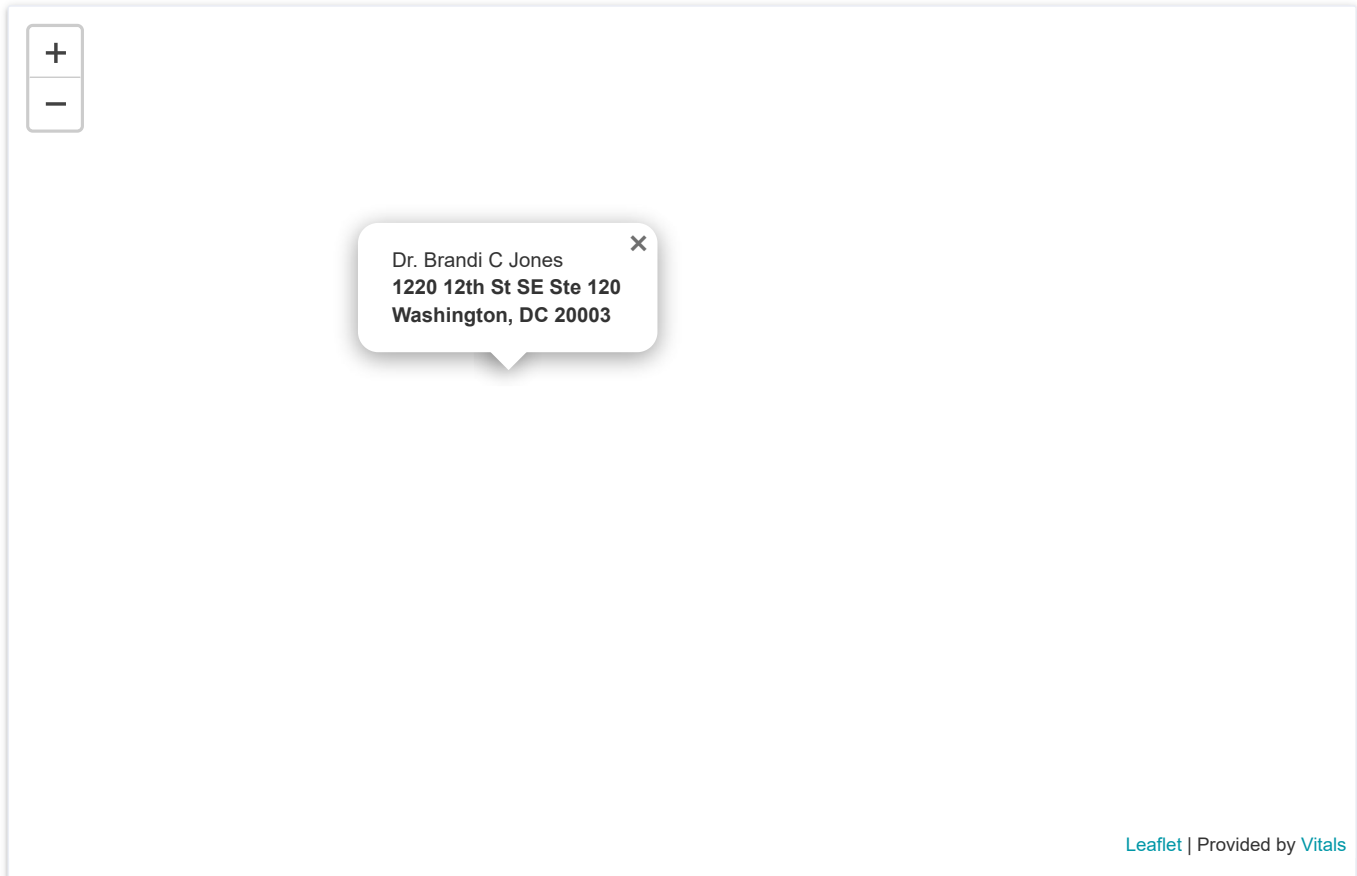 +
−
×
Dr. Brandi C Jones
1220 12th St SE Ste 120
Washington, DC 20003
Leaflet | Provided by Vitals